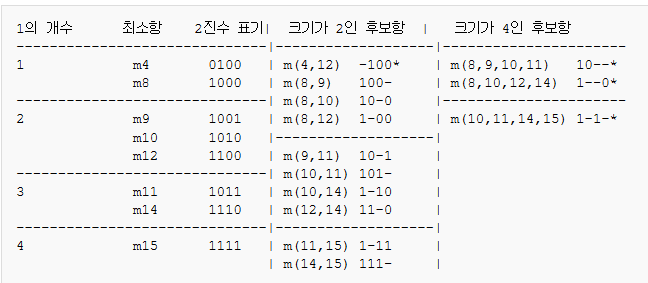 1의 개수 최소항 2진수 표기| 크기가 2인 후보항 | 크기가 4인 후보항
-------------------------------|--------------------|----------------------
1 m4 0100 | m(4,12) -100* | m(8,9,10,11) 10--*
m8 1000 | m(8,9) 100- | m(8,10,12,14) 1--0*
-------------------------------| m(8,10) 10-0 |----------------------
2 m9 1001 | m(8,12) 1-00 | m(10,11,14,15) 1-1-*
m10 1010 |--------------------|
m12 1100 | m(9,11) 10-1 |
-------------------------------| m(10,11) 101- |
3 m11 1011 | m(10,14) 1-10 |
m14 1110 | m(12,14) 11-0 |
-------------------------------|--------------------|
4 m15 1111 | m(11,15) 1-11 |
| m(14,15) 111- |